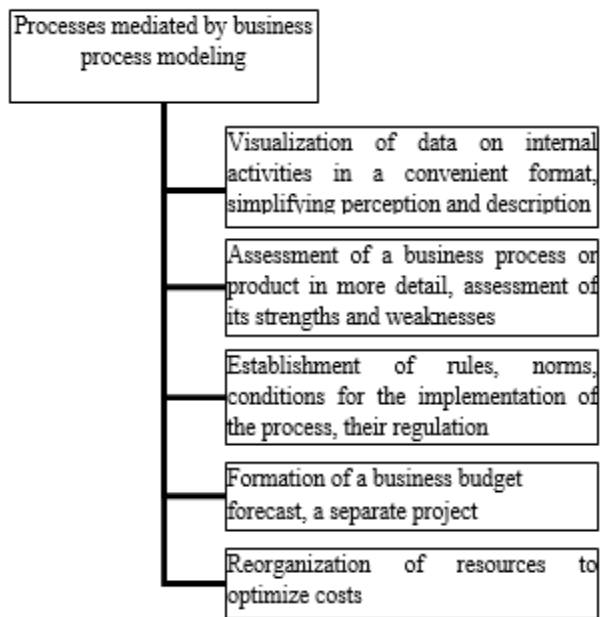 Processes mediated by business
process modeling
Visualization of data on internal
activities in a convenient format,
simplifying perception and description
Assessment of a business process or
product in more detail, assessment of
its strengths and weaknesses
Establishment of rules, norms,
conditions for the implementation of
the process, their regulation
Formation of a business budget
forecast, a separate project
Reorganization of resources to
optimize costs